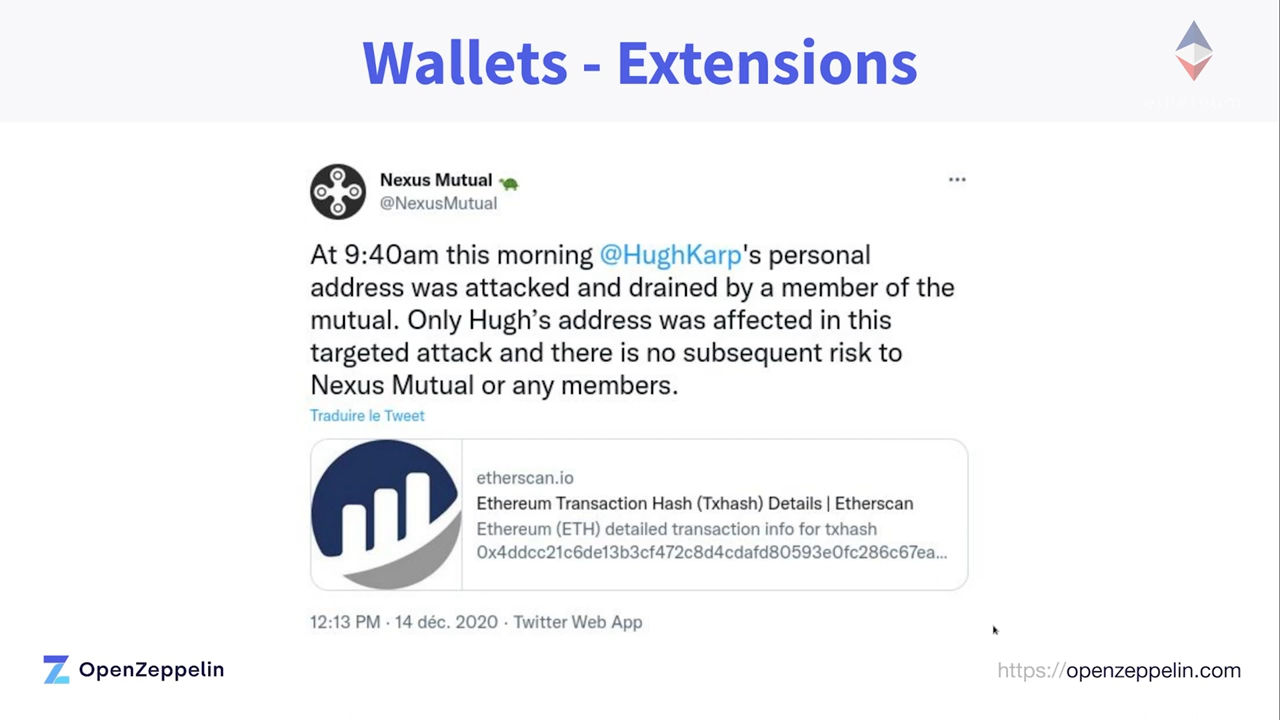 Wallets - Extensions
Nexus Mutual
@NexusMutual
At 9:40am this morning @HughKarp's personal
address was attacked and drained by a member of the
mutual. Only Hugh’s address was affected in this
targeted attack and there is no subsequent risk to
Nexus Mutual or any members.
Traduire le Tweet
etherscan.io
Ethereum Transaction Hash (Txhash) Details | Etherscan
Ethereum (ETH) detailed transaction info for txhash
0x4ddcc21c6de13b3cf472c8d4cdafd80593e0fc286c67ea...
12:13 PM · 14 déc. 2020 · Twitter Web App
OpenZeppelin
https://openzeppelin.com